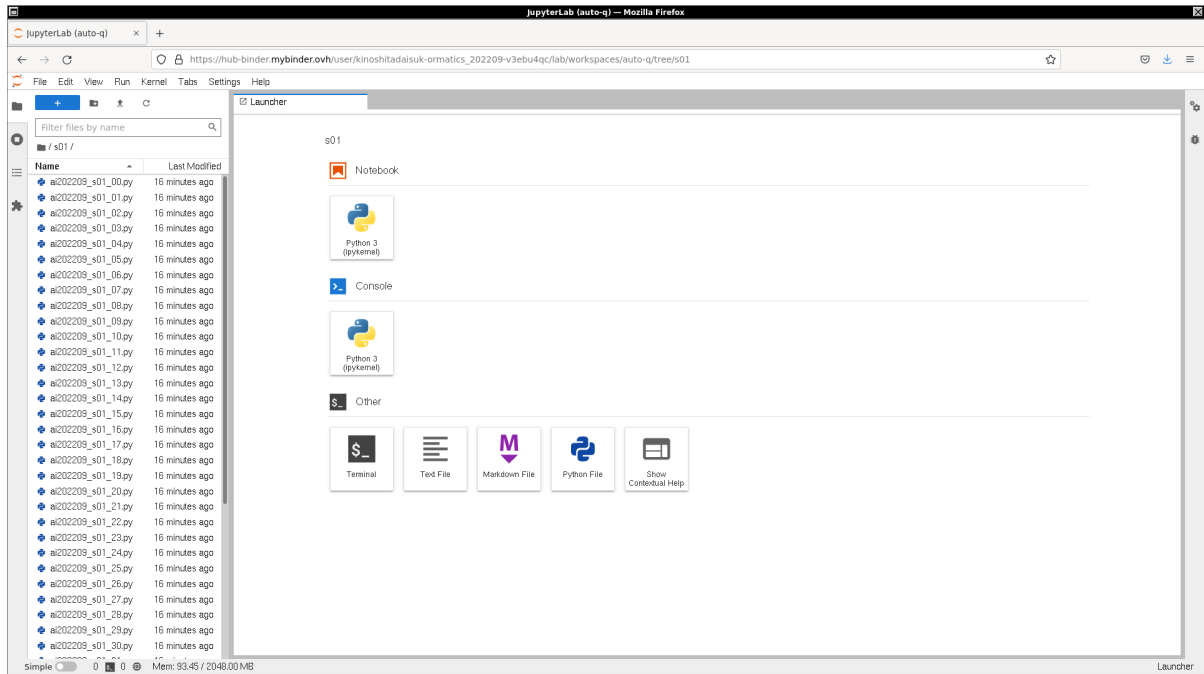 JupyterLab (auto-q) — Mozilla Firefox
JupyterLab (auto-q)
https://hub-binder.mybinder.ovh/user/kinoshitadaisuk-ormatics_202209-v3ebu4qc/lab/workspaces/auto-q/tree/s01
File Edit View Run Kernel Tabs Settings Help
Filter files by name
/ s01 /
Name Last Modified
ai202209_s01_00.py 16 minutes ago
ai202209_s01_01.py 16 minutes ago
ai202209_s01_02.py 16 minutes ago
ai202209_s01_03.py 16 minutes ago
ai202209_s01_04.py 16 minutes ago
ai202209_s01_05.py 16 minutes ago
ai202209_s01_06.py 16 minutes ago
ai202209_s01_07.py 16 minutes ago
ai202209_s01_08.py 16 minutes ago
ai202209_s01_09.py 16 minutes ago
ai202209_s01_10.py 16 minutes ago
ai202209_s01_11.py 16 minutes ago
ai202209_s01_12.py 16 minutes ago
ai202209_s01_13.py 16 minutes ago
ai202209_s01_14.py 16 minutes ago
ai202209_s01_15.py 16 minutes ago
ai202209_s01_16.py 16 minutes ago
ai202209_s01_17.py 16 minutes ago
ai202209_s01_18.py 16 minutes ago
ai202209_s01_19.py 16 minutes ago
ai202209_s01_20.py 16 minutes ago
ai202209_s01_21.py 16 minutes ago
ai202209_s01_22.py 16 minutes ago
ai202209_s01_23.py 16 minutes ago
ai202209_s01_24.py 16 minutes ago
ai202209_s01_25.py 16 minutes ago
ai202209_s01_26.py 16 minutes ago
ai202209_s01_27.py 16 minutes ago
ai202209_s01_28.py 16 minutes ago
ai202209_s01_29.py 16 minutes ago
ai202209_s01_30.py 16 minutes ago
Launcher
s01
Notebook
Python 3
(ipykernel)
Console
Python 3
(ipykernel)
$_ Other
$_
M
Terminal Text File Markdown File Python File Show
Contextual Help
Simple 0 $_ 0 Mem: 93.45 / 2048.00 MB Launcher